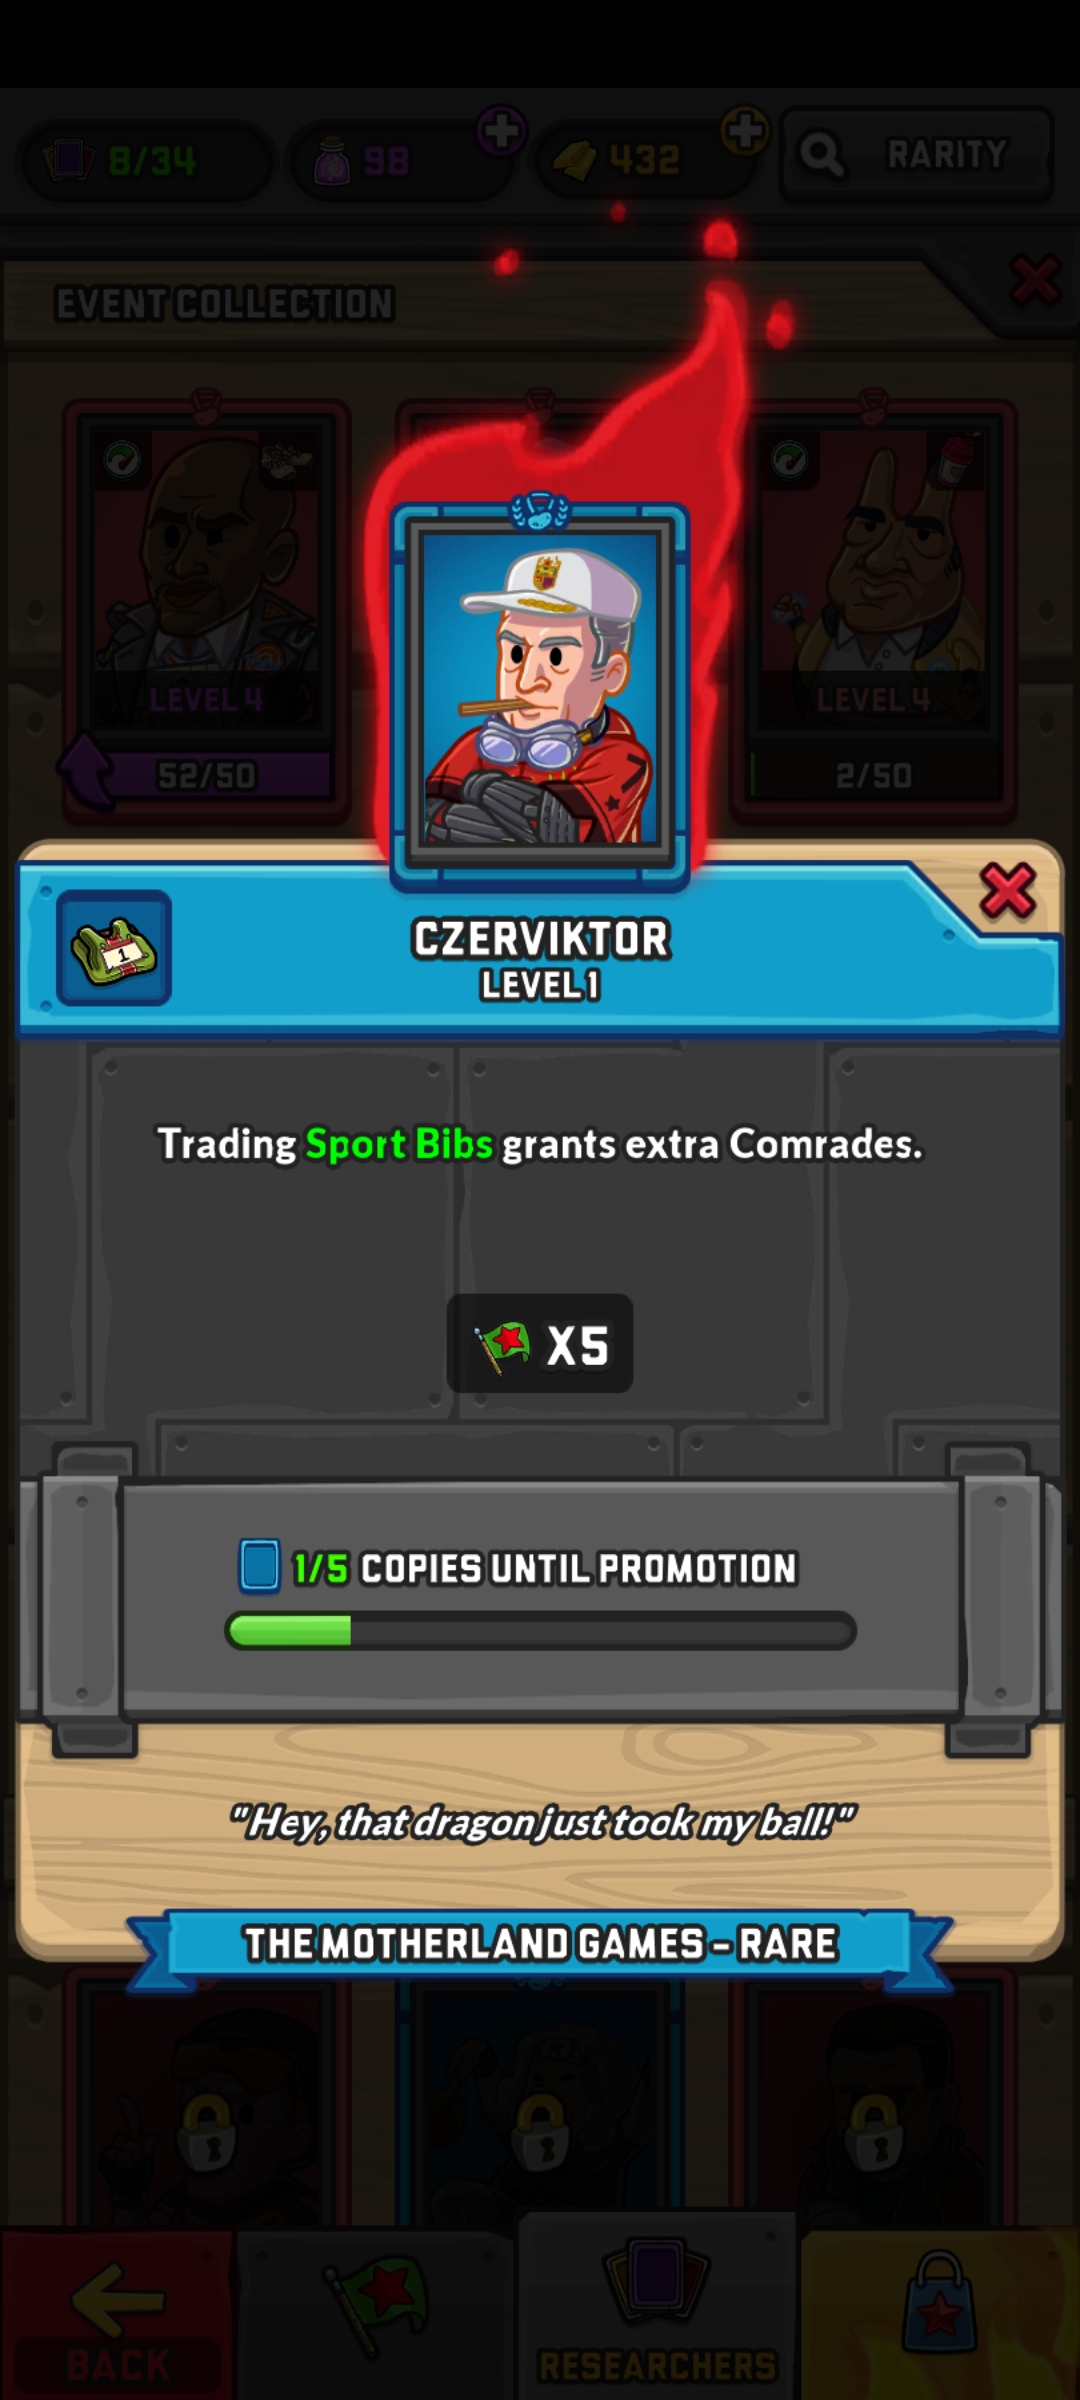 8/34
98
432
RARITY
EVENT COLLECTION
LEVEL 4
LEVEL 4
52/50
2/50
1
CZERVIKTOR
LEVEL 1
Trading Sport Bibs grants extra Comrades.
X5
1/5 COPIES UNTIL PROMOTION
"Hey, that dragon just took my ball!"
THE MOTHERLAND GAMES - RARE
BACK
RESEARCHERS